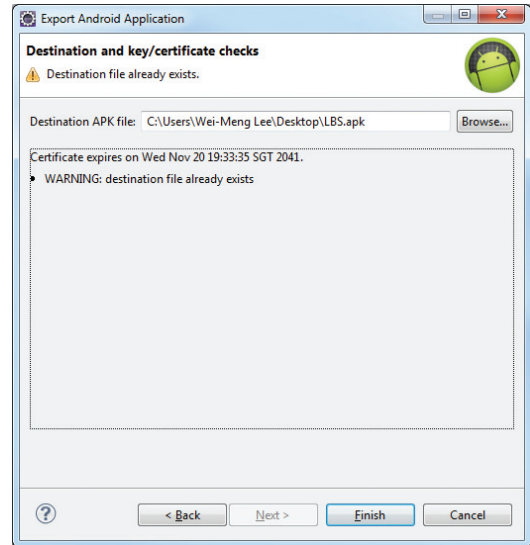 Export Android Application
Destination and key/certificate checks
Destination file already exists.
Destination APK file: C:\Users\Wei-Meng Lee\Desktop\LBS.apk Browse...
Certificate expires on Wed Nov 20 19:33:35 SGT 2041.
• WARNING: destination file already exists
? < Back Next > Finish Cancel